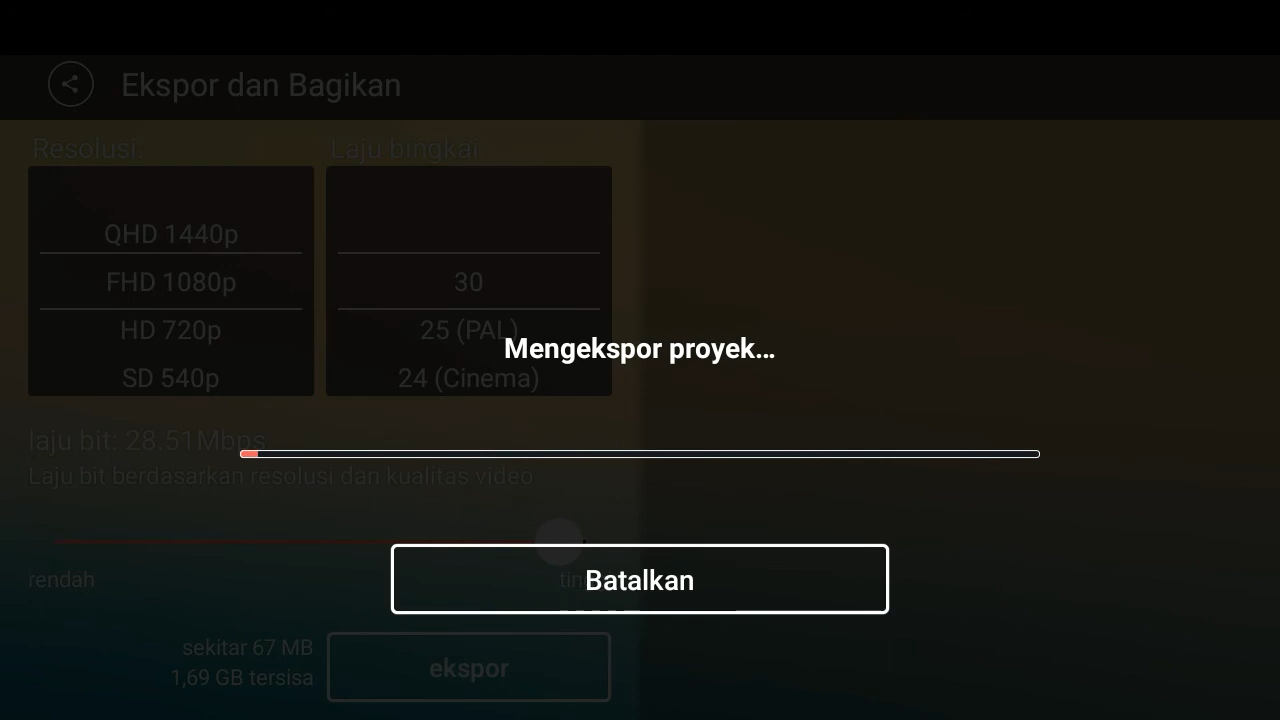 Ekspor dan Bagikan
Resolusi:
Laju bingkai
QHD 1440p
FHD 1080p
HD 720p
SD 540p
30
25 (PAL)
24 (Cinema)
Mengekspor proyek...
laju bit: 28.51Mbps
Laju bit berdasarkan resolusi dan kualitas video
rendah
Batalkan
sekitar 67 MB
1,69 GB tersisa
ekspor